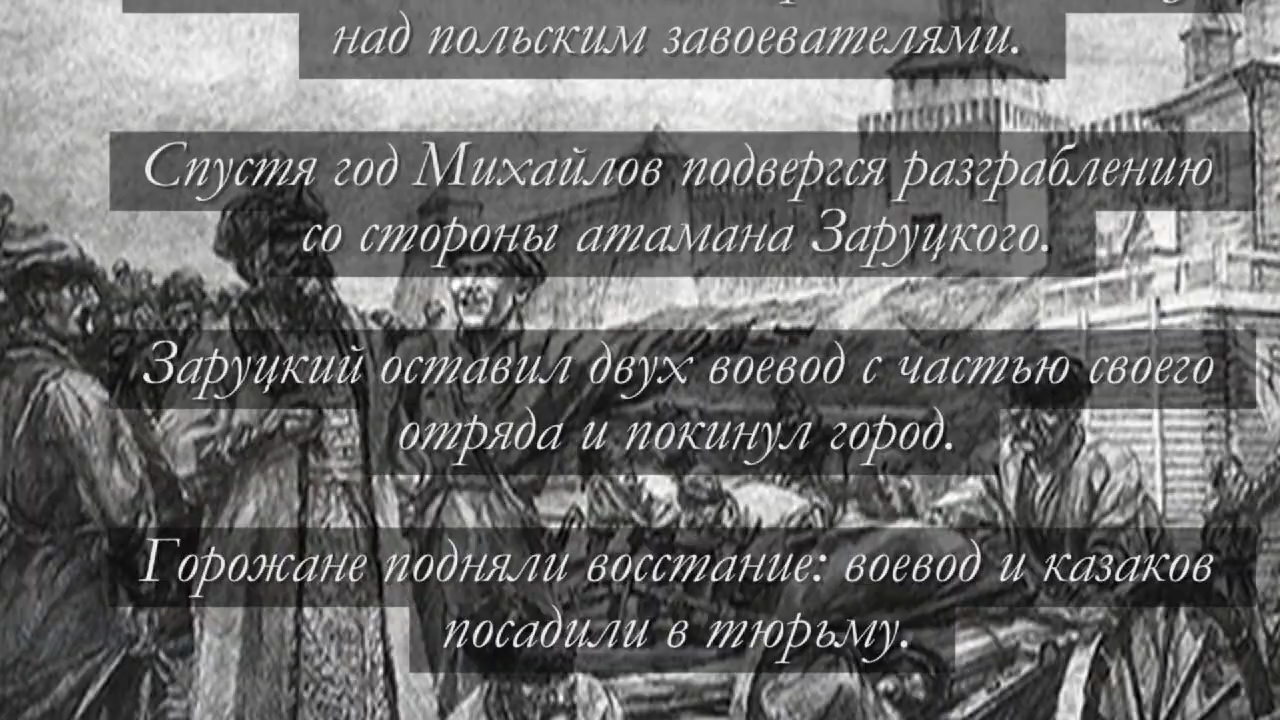 над польским завоевателями.
Спустя год Михайлов подвергся разграблению
со стороны атамана Заруцкого.
Заруцкий оставил двух воевод с частью своего
отряда и покинул город.
Горожане подняли восстание: воевод и казаков
посадили в тюрьму.